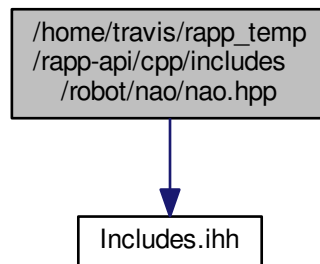 /home/travis/rapp_temp
/rapp-api/cpp/includes
/robot/nao/nao.hpp
Includes.ihh